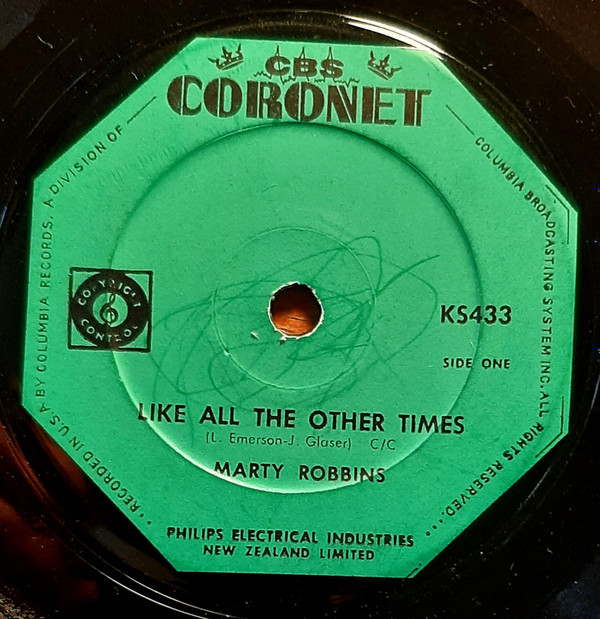 CBS
CORONET
..RECORDED IN U.S.A BY COLUMBIA RECORDS. A DIVISION OF
COLUMBIA BROADCASTING SYSTEM INC. ALL RIGHTS RESERVED...
COPYRIGHT
CONTROL
KS433
SIDE ONE
LIKE ALL THE OTHER TIMES
(L. Emerson-J. Glaser) C/C
MARTY ROBBINS
PHILIPS ELECTRICAL INDUSTRIES
NEW ZEALAND LIMITED